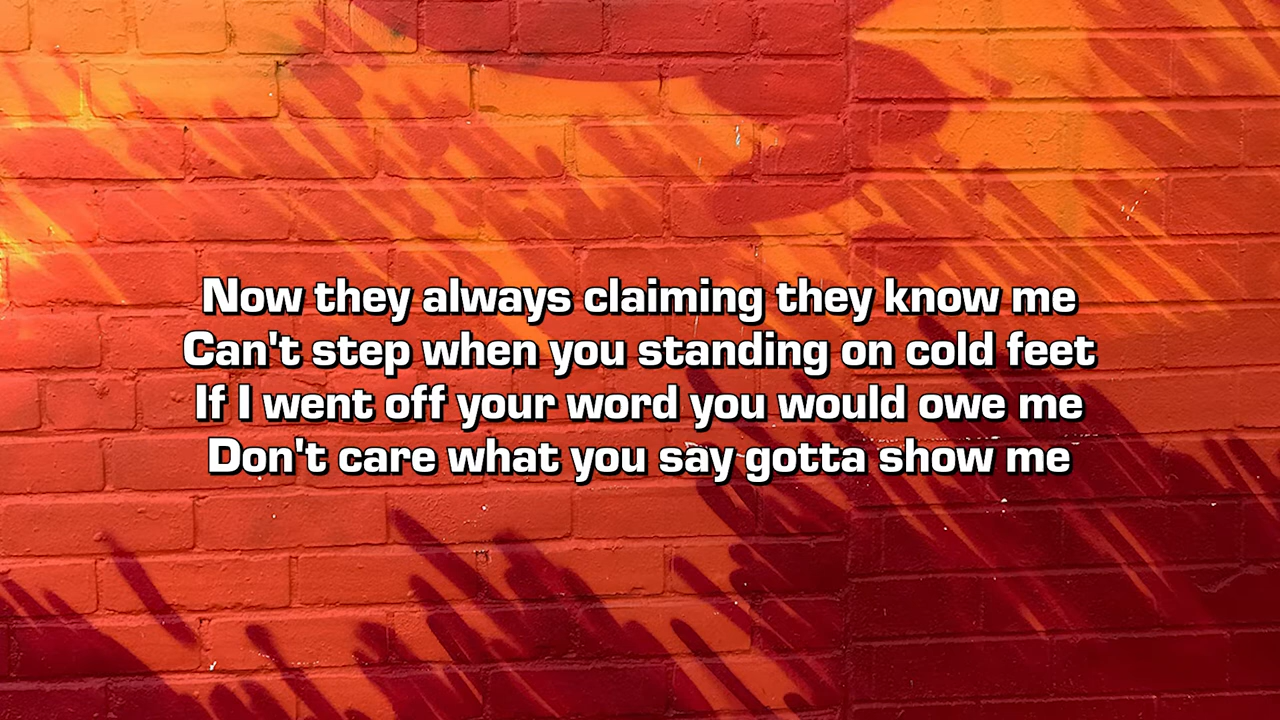 Now they always claiming they know me
Can't step when you standing on cold feet
If I went off your word you would owe me
Don't care what you say gotta show me